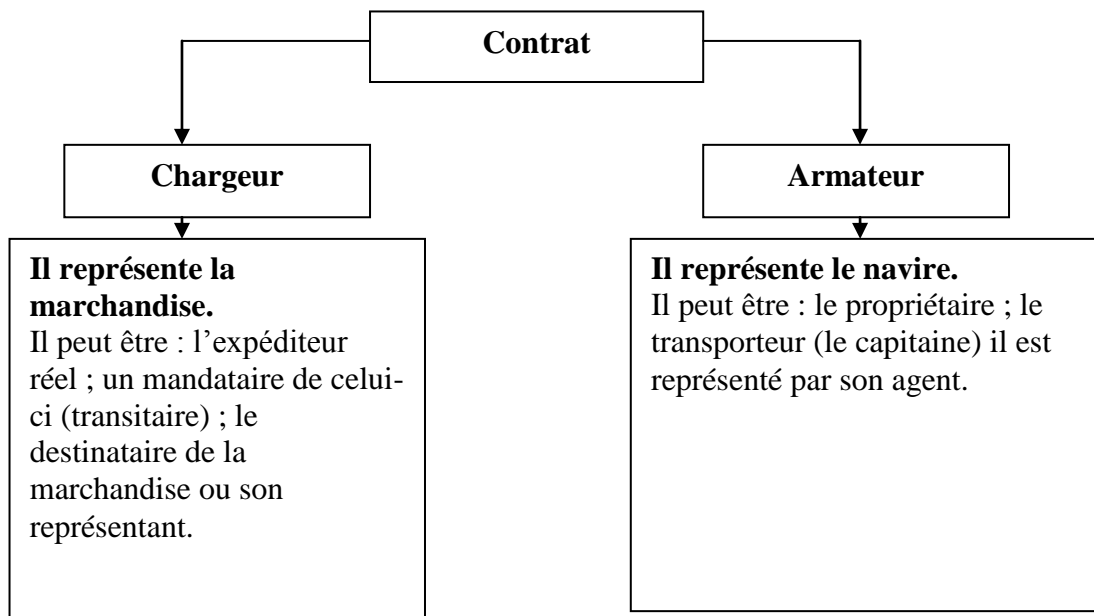 Contrat
Chargeur
Armateur
Il représente la
marchandise.
Il peut être : l’expéditeur
réel ; un mandataire de celui-
ci (transitaire) ; le
destinataire de la
marchandise ou son
représentant.
Il représente le navire.
Il peut être : le propriétaire ; le
transporteur (le capitaine) il est
représenté par son agent.